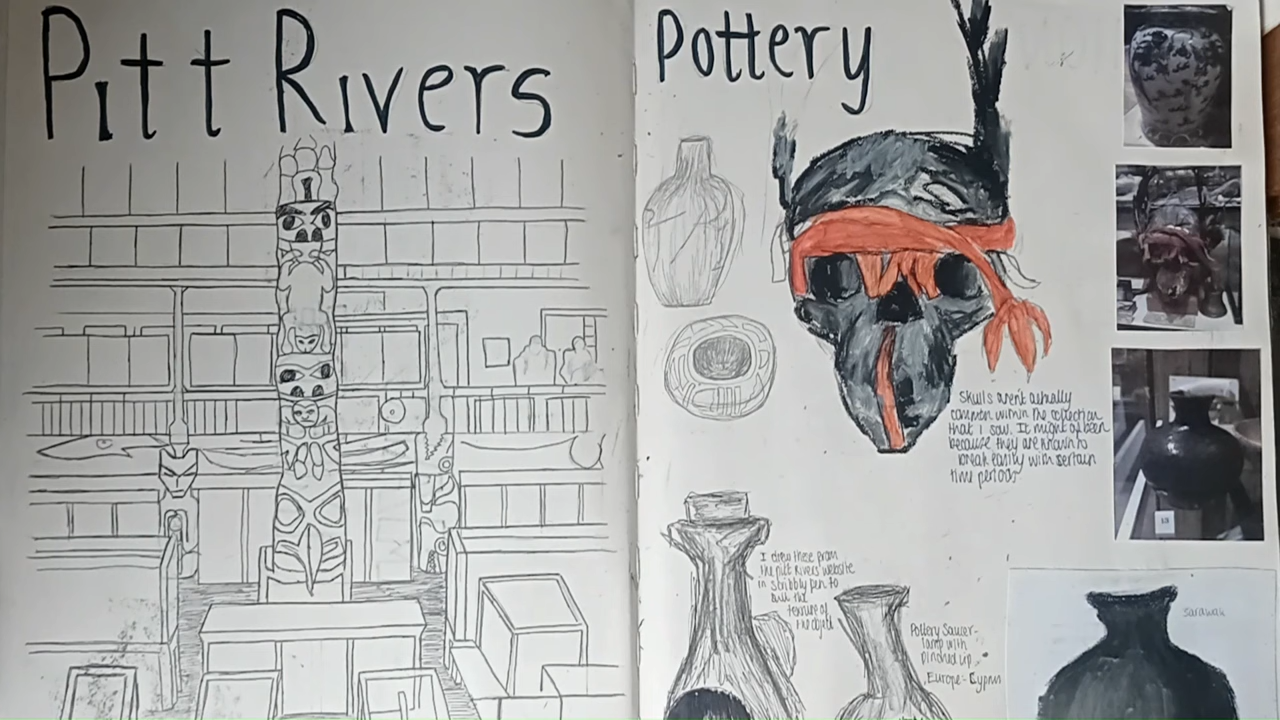 Pitt Rivers
Pottery
Skulls aren't actually
common within the collection
that I saw. It might of been
because they are known to
break easily with certain
time periods
I drew these from
the pitt Rivers website
in scribbly pen to
the
texture of
the object
Pottery Saucer-
lamp with
pinched lip
Europe - Cyprus
Sarawak
13